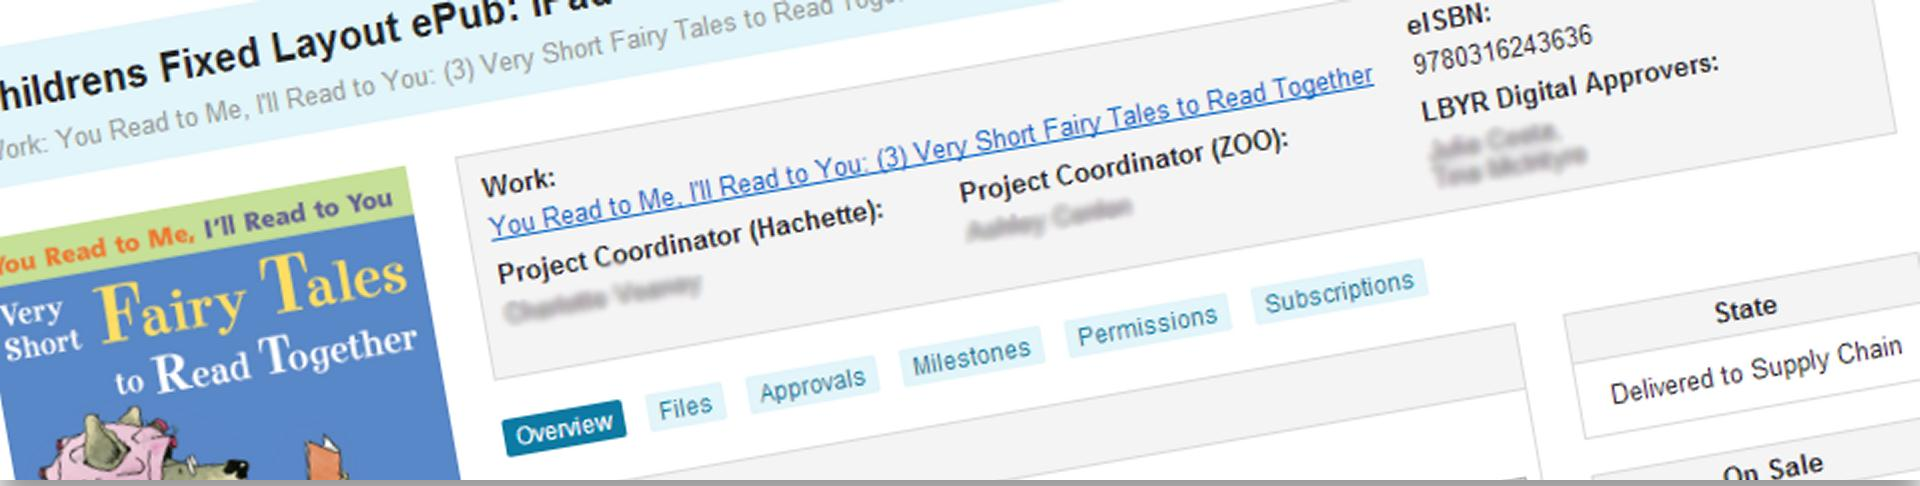 hildrens Fixed Layout ePub: iPad
Work: You Read to Me, I'll Read to You: (3) Very Short Fairy Tales to Read
You Read to Me, I'll Read to You
Very Short Fairy Tales
to Read Together
Work:
You Read to Me, I'll Read to You: (3) Very Short Fairy Tales to Read Together
Project Coordinator (Hachette):
Project Coordinator (ZOO):
eISBN:
9780316243636
LBYR Digital Approvers:
Overview
Files
Approvals
Milestones
Permissions
Subscriptions
State
Delivered to Supply Chain
On Sale